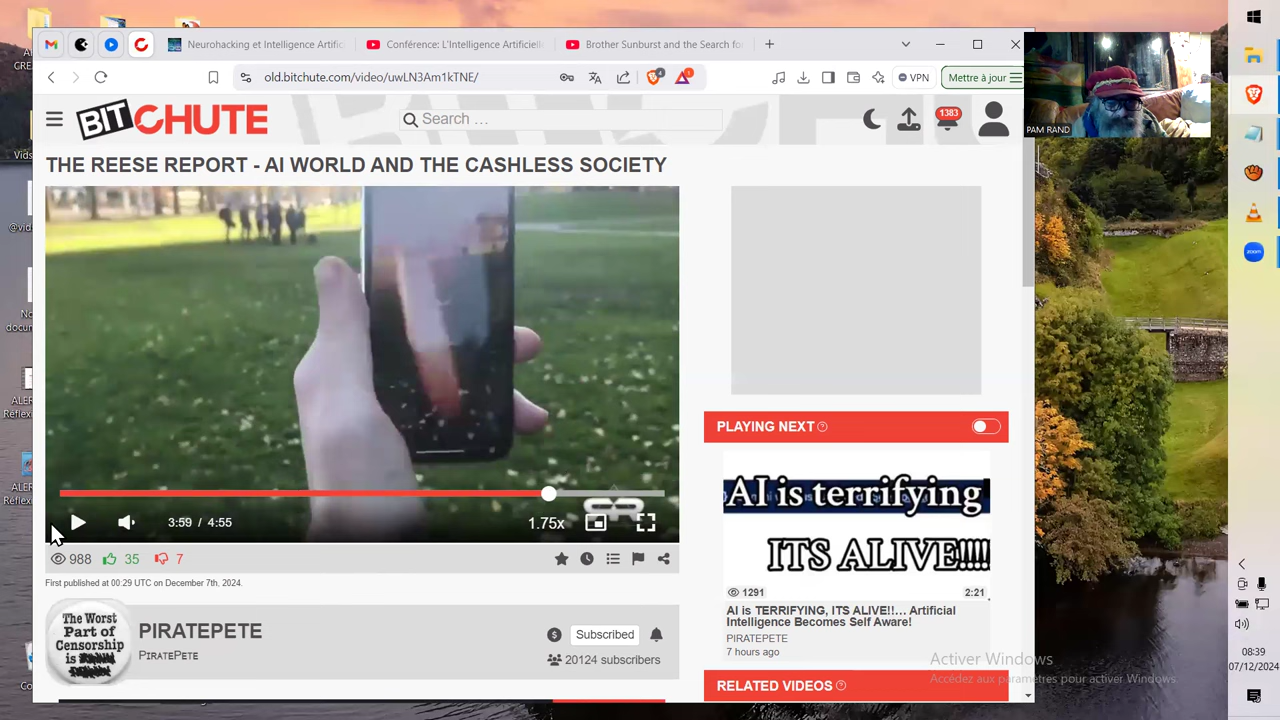 Neurohacking et Intelligence Artifi
Conférence: L'Intelligence Artificiell
Brother Sunburst and the Search for
old.bitchute.com/video/uwLN3Am1kTNE/
4
1
VPN
Mettre à jour
BITCHUTE
Search ...
1383
PAM RAND
THE REESE REPORT - AI WORLD AND THE CASHLESS SOCIETY
3:59 / 4:55
1.75x
988
35
7
First published at 00:29 UTC on December 7th, 2024.
The Worst
Part of
Censorship
is
PIRATEPETE
PiratePete
Subscribed
20124 subscribers
PLAYING NEXT
AI is terrifying
ITS ALIVE!!!!
1291
2:21
AI is TERRIFYING, ITS ALIVE!!… Artificial
Intelligence Becomes Self Aware!
PIRATEPETE
7 hours ago
RELATED VIDEOS
Activer Windows
Accédez aux paramètres pour activer Windows.
zoom
08:39
07/12/2024